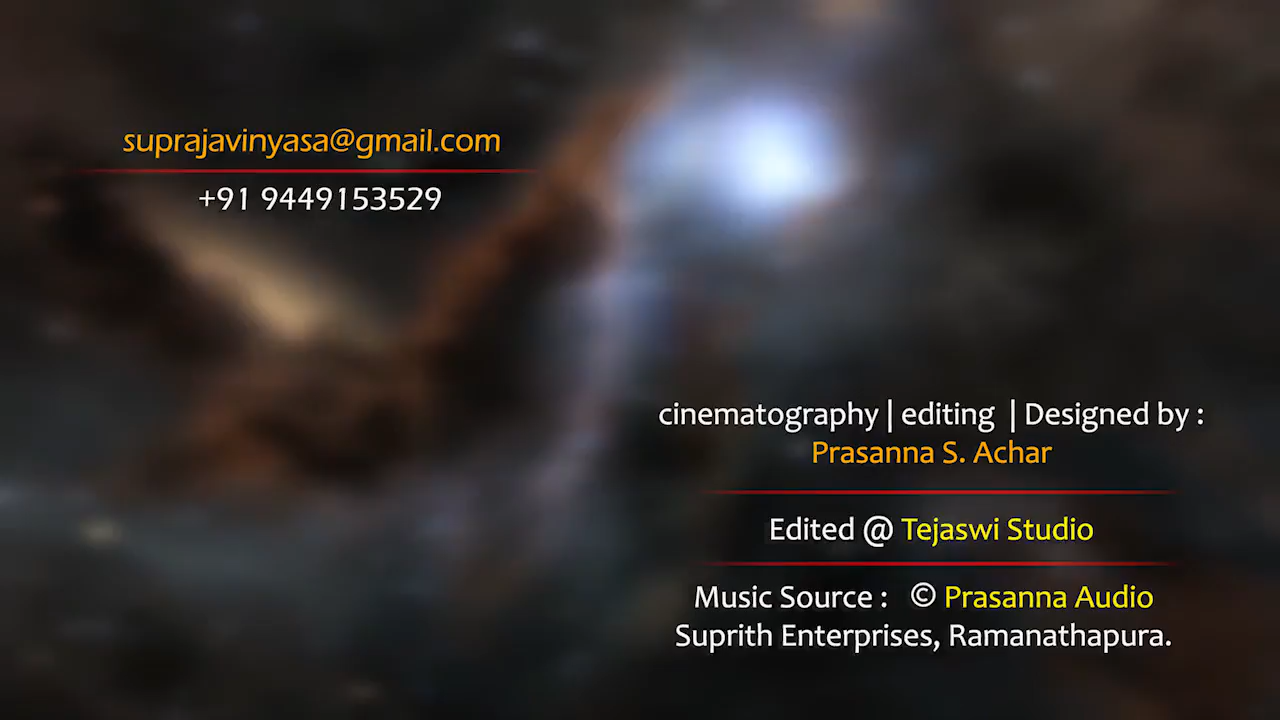 suprajavinyasa@gmail.com
+91 9449153529
cinematography | editing | Designed by :
Prasanna S. Achar
Edited @ Tejaswi Studio
Music Source : © Prasanna Audio
Suprith Enterprises, Ramanathapura.